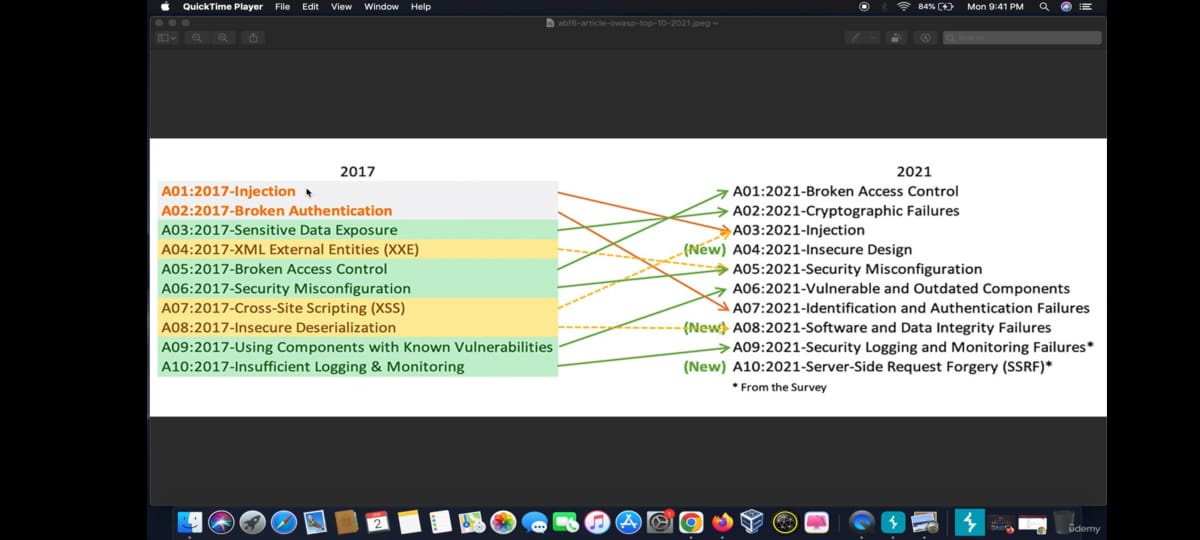 QuickTime Player File Edit View Window Help 84% Mon 9:41 PM
abf6-article-owasp-top-10-2021.jpeg
Search
2017 2021
A01:2017-Injection A01:2021-Broken Access Control
A02:2017-Broken Authentication A02:2021-Cryptographic Failures
A03:2017-Sensitive Data Exposure A03:2021-Injection
A04:2017-XML External Entities (XXE) (New) A04:2021-Insecure Design
A05:2017-Broken Access Control A05:2021-Security Misconfiguration
A06:2017-Security Misconfiguration A06:2021-Vulnerable and Outdated Components
A07:2017-Cross-Site Scripting (XSS) A07:2021-Identification and Authentication Failures
A08:2017-Insecure Deserialization (New) A08:2021-Software and Data Integrity Failures
A09:2017-Using Components with Known Vulnerabilities A09:2021-Security Logging and Monitoring Failures*
A10:2017-Insufficient Logging & Monitoring (New) A10:2021-Server-Side Request Forgery (SSRF)*
* From the Survey
2
ûdemy